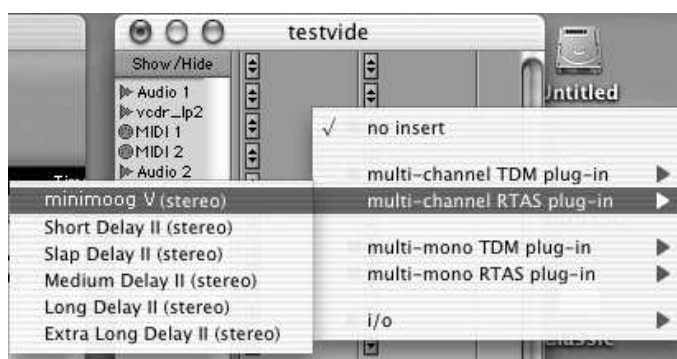 testvide
Show/Hide
Audio 1
vcdr_lp2
MIDI 1
MIDI 2
Audio 2
Untitled
✓ no insert
multi-channel TDM plug-in
multi-channel RTAS plug-in
multi-mono TDM plug-in
multi-mono RTAS plug-in
i/o
minimoog V (stereo)
Short Delay II (stereo)
Slap Delay II (stereo)
Medium Delay II (stereo)
Long Delay II (stereo)
Extra Long Delay II (stereo)
Classic